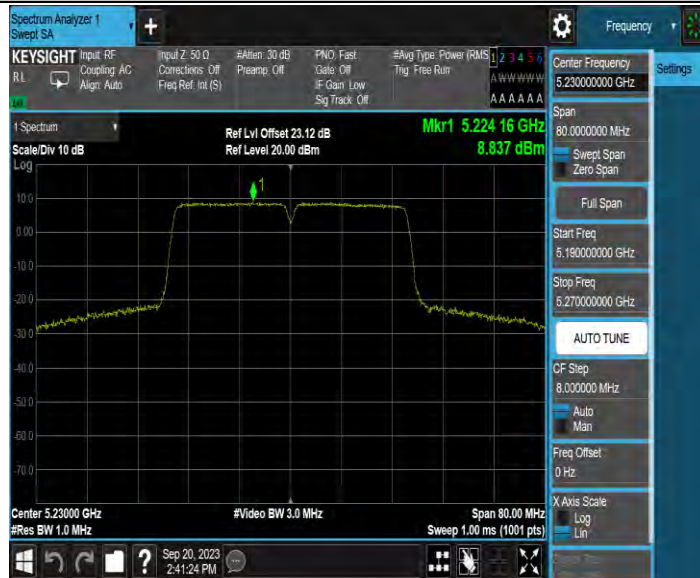 Spectrum Analyzer 1
Swept SA
+
Frequency
KEYSIGHT
RL
Input: RF
Coupling: AC
Align: Auto
Input Z: 50 Ω
Corrections: Off
Freq Ref: Int (S)
#Atten: 30 dB
Preamp: Off
PNO: Fast
Gate: Off
IF Gain: Low
Sig Track: Off
#Avg Type: Power (RMS
Trig: Free Run
1 2 3 4 5 6
A W W W W W
A A A A A A
Center Frequency
5.230000000 GHz
Settings
Span
80.0000000 MHz
Swept Span
Zero Span
Full Span
Start Freq
5.190000000 GHz
Stop Freq
5.270000000 GHz
AUTO TUNE
CF Step
8.000000 MHz
Auto
Man
Freq Offset
0 Hz
X Axis Scale
Log
Lin
1 Spectrum
Scale/Div 10 dB
Ref Lvl Offset 23.12 dB
Ref Level 20.00 dBm
Mkr1 5.224 16 GHz
8.837 dBm
Log
1
10.0
0.00
-10.0
-20.0
-30.0
-40.0
-50.0
-60.0
-70.0
Center 5.23000 GHz
#Res BW 1.0 MHz
#Video BW 3.0 MHz
Span 80.00 MHz
Sweep 1.00 ms (1001 pts)
?
Sep 20, 2023
2:41:24 PM